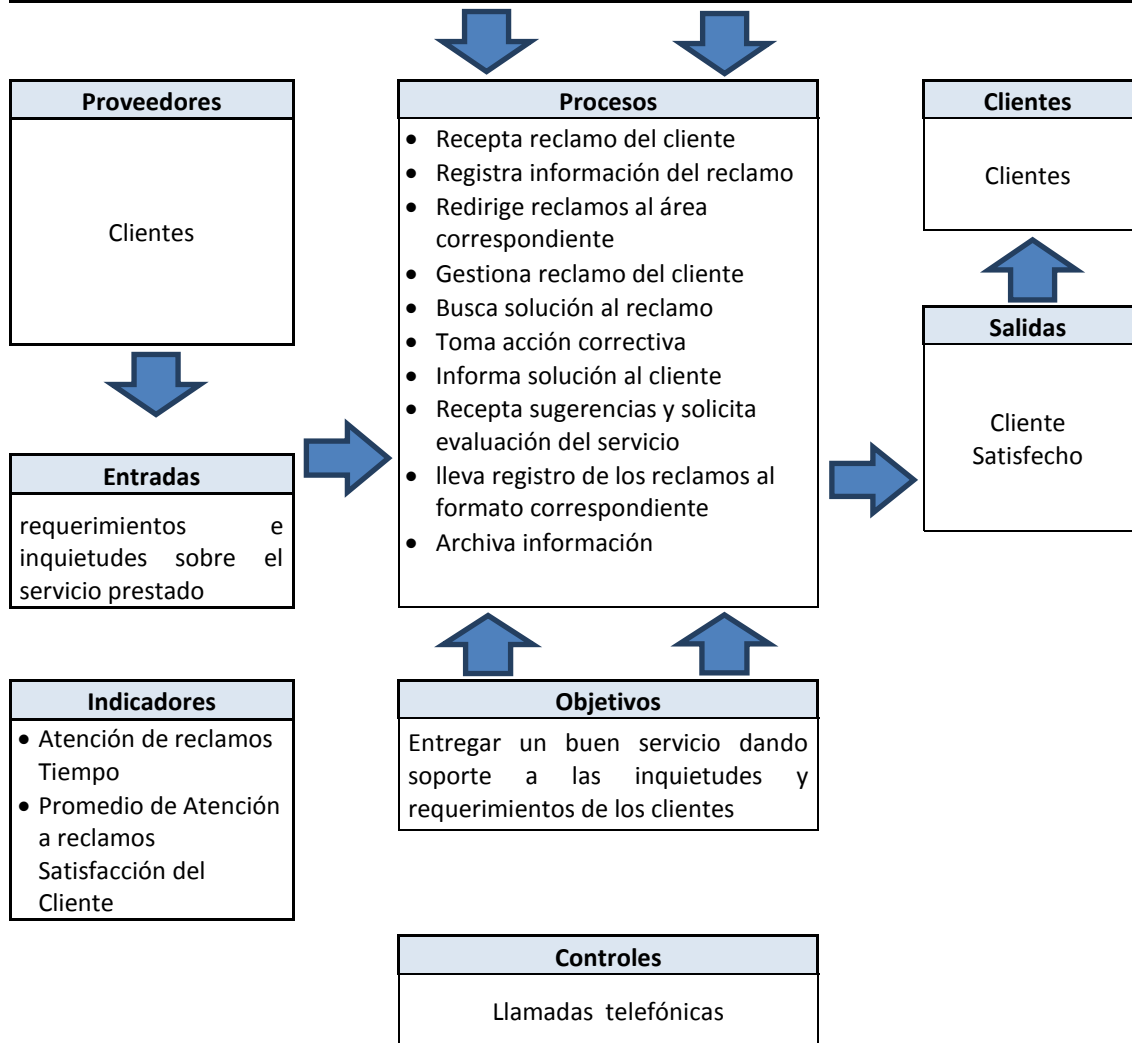 Proveedores
Clientes
Entradas
requerimientos e
inquietudes sobre el
servicio prestado
Indicadores
• Atención de reclamos
Tiempo
• Promedio de Atención
a reclamos
Satisfacción del
Cliente
Procesos
• Recepta reclamo del cliente
• Registra información del reclamo
• Redirige reclamos al área
correspondiente
• Gestiona reclamo del cliente
• Busca solución al reclamo
• Toma acción correctiva
• Informa solución al cliente
• Recepta sugerencias y solicita
evaluación del servicio
• lleva registro de los reclamos al
formato correspondiente
• Archiva información
Objetivos
Entregar un buen servicio dando
soporte a las inquietudes y
requerimientos de los clientes
Controles
Llamadas telefónicas
Clientes
Clientes
Salidas
Cliente
Satisfecho